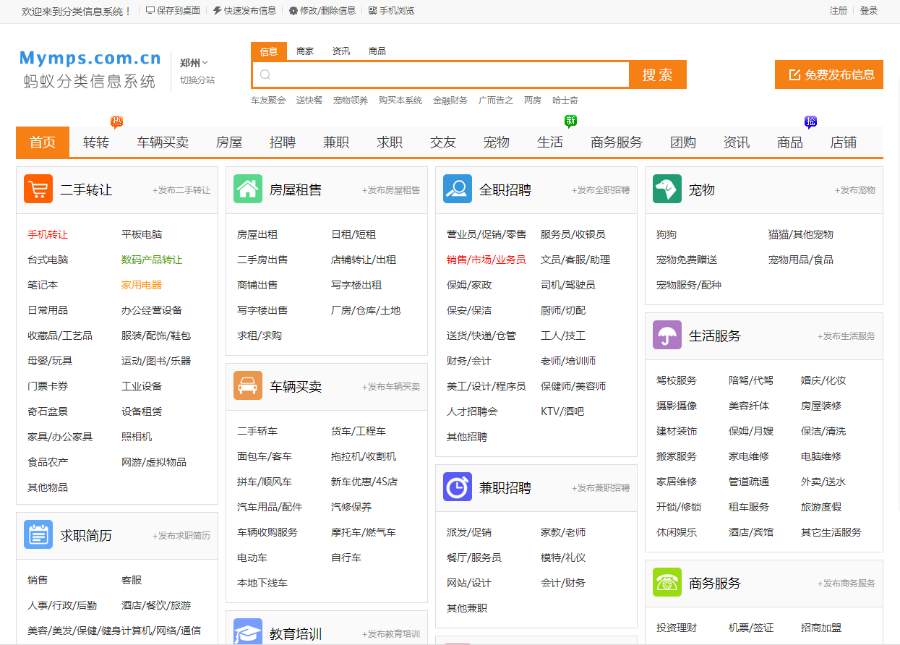 欢迎来到分类信息系统！ 保存到桌面 快速发布信息 修改/删除信息 手机浏览 注册 登录
Mymps.com.cn
蚂蚁分类信息系统
郑州
切换分站
信息 商家 资讯 商品
搜 索
免费发布信息
车友聚会 送快餐 宠物领养 购买本系统 金融财务 广而告之 两房 哈士奇
热 新 抢
首页 转转 车辆买卖 房屋 招聘 兼职 求职 交友 宠物 生活 商务服务 团购 资讯 商品 店铺
二手转让 +发布二手转让
手机转让 平板电脑
台式电脑 数码产品转让
笔记本 家用电器
日常用品 办公经营设备
收藏品/工艺品 服装/配饰/鞋包
母婴/玩具 运动/图书/乐器
门票卡券 工业设备
奇石盆景 设备租赁
家具/办公家具 照相机
食品农产 网游/虚拟物品
其他物品
求职简历 +发布求职简历
销售 客服
人事/行政/后勤 酒店/餐饮/旅游
美容/美发/保健/健身 计算机/网络/通信
房屋租售 +发布房屋租售
房屋出租 日租/短租
二手房出售 店铺转让/出租
商铺出售 写字楼出租
写字楼出售 厂房/仓库/土地
求租/求购
车辆买卖 +发布车辆买卖
二手轿车 货车/工程车
面包车/客车 拖拉机/收割机
拼车/顺风车 新车优惠/4S店
汽车用品/配件 汽修保养
车辆收购服务 摩托车/燃气车
电动车 自行车
本地下线车
教育培训 +发布教育培训
全职招聘 +发布全职招聘
营业员/促销/零售 服务员/收银员
销售/市场/业务员 文员/客服/助理
保姆/家政 司机/驾驶员
保安/保洁 厨师/切配
送货/快递/仓管 工人/技工
财务/会计 老师/培训师
美工/设计/程序员 保健师/美容师
人才招聘会 KTV/酒吧
其他招聘
兼职招聘 +发布兼职招聘
派发/促销 家教/老师
餐厅/服务员 模特/礼仪
网站/设计 会计/财务
其他兼职
宠物 +发布宠物
狗狗 猫猫/其他宠物
宠物免费赠送 宠物用品/食品
宠物服务/配种
生活服务 +发布生活服务
驾校服务 陪驾/代驾 婚庆/化妆
摄影摄像 美容纤体 房屋装修
建材装饰 保姆/月嫂 保洁/清洗
搬家服务 家电维修 电脑维修
家居维修 管道疏通 外卖/送水
开锁/修锁 租车服务 旅游度假
休闲娱乐 酒店/宾馆 其它生活服务
商务服务 +发布商务服务
投资理财 机票/签证 招商加盟